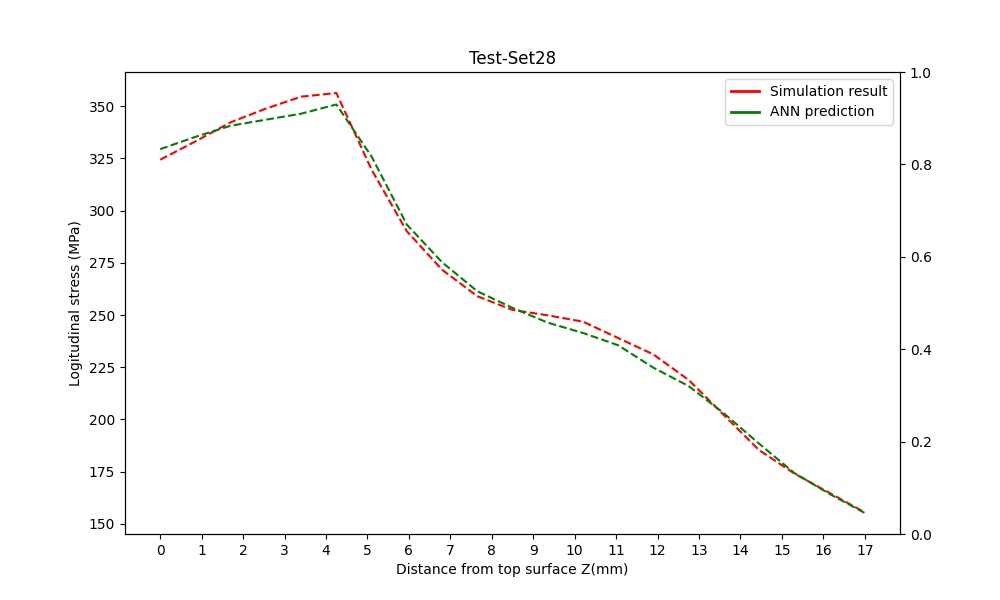 Test-Set28
Simulation result
ANN prediction
350
325
300
275
250
225
200
175
150
Logitudinal stress (MPa)
1.0
0.8
0.6
0.4
0.2
0.0
0 1 2 3 4 5 6 7 8 9 10 11 12 13 14 15 16 17
Distance from top surface Z(mm)